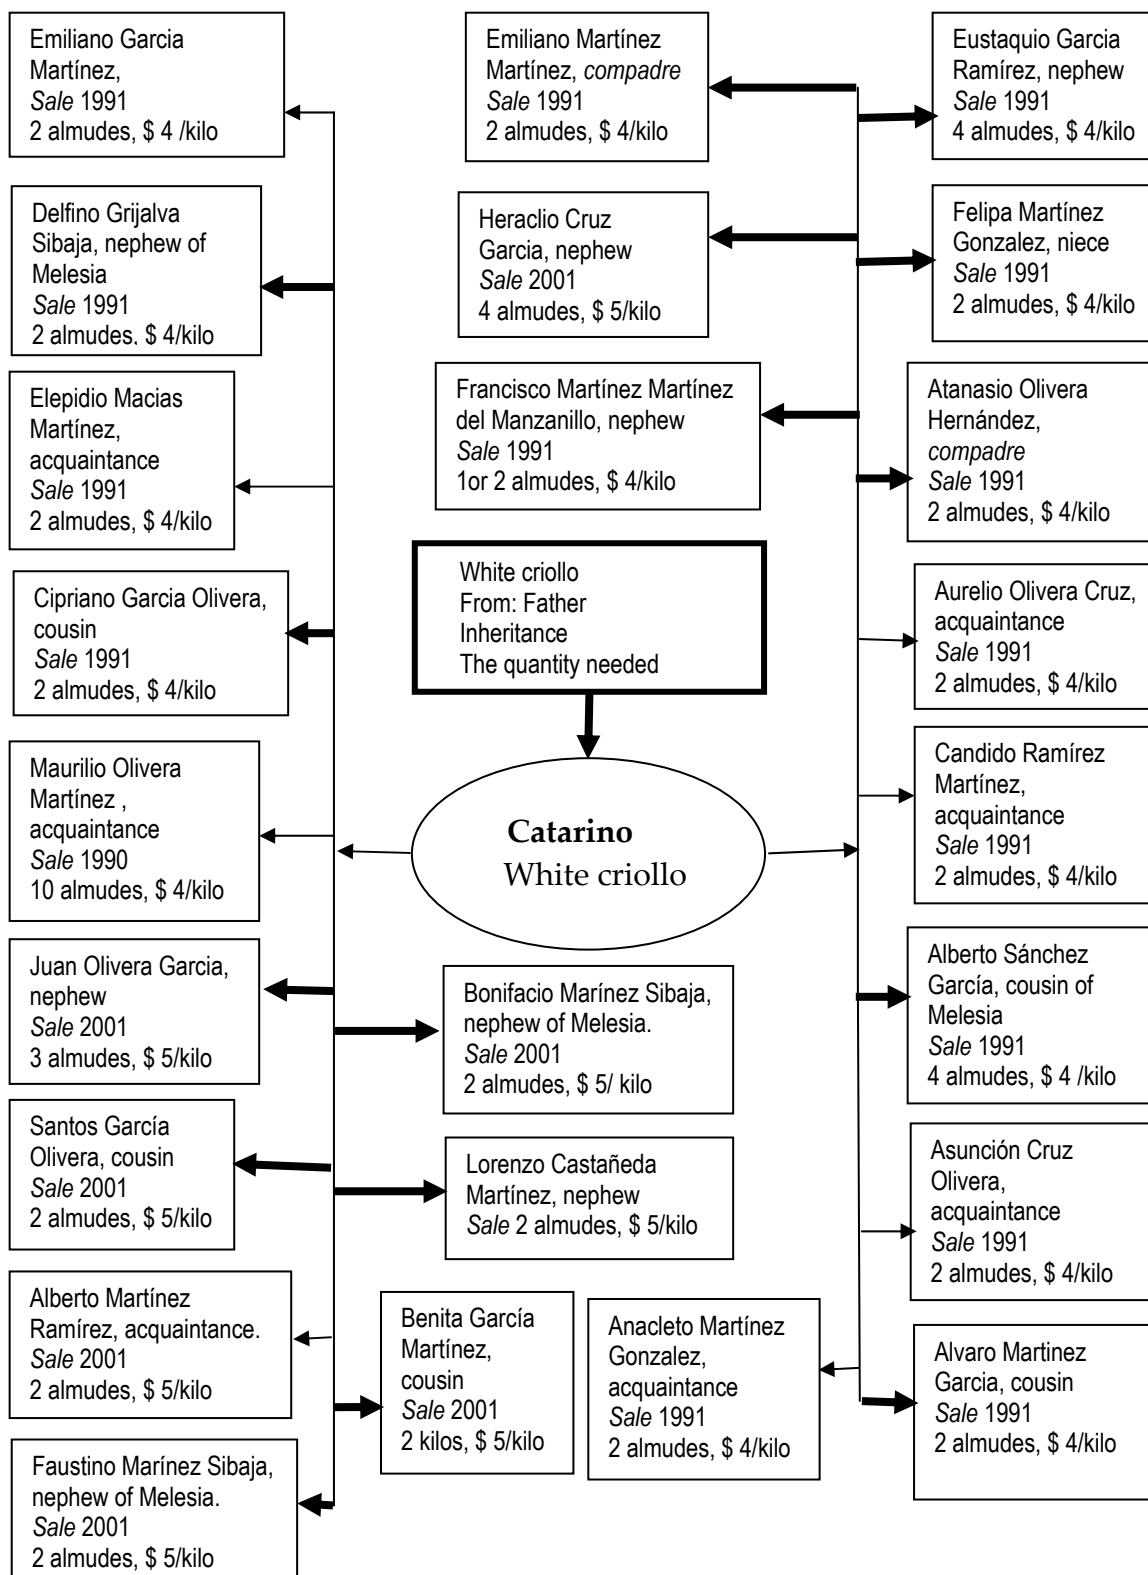 Emiliano Garcia
Martínez,
Sale 1991
2 almudes, $ 4 /kilo
Emiliano Martínez
Martínez, compadre
Sale 1991
2 almudes, $ 4/kilo
Eustaquio Garcia
Ramírez, nephew
Sale 1991
4 almudes, $ 4/kilo
Delfino Grijalva
Sibaja, nephew of
Melesia
Sale 1991
2 almudes, $ 4/kilo
Heraclio Cruz
Garcia, nephew
Sale 2001
4 almudes, $ 5/kilo
Felipa Martínez
Gonzalez, niece
Sale 1991
2 almudes, $ 4/kilo
Elepidio Macias
Martínez,
acquaintance
Sale 1991
2 almudes, $ 4/kilo
Francisco Martínez Martínez
del Manzanillo, nephew
Sale 1991
1or 2 almudes, $ 4/kilo
Atanasio Olivera
Hernández,
compadre
Sale 1991
2 almudes, $ 4/kilo
Cipriano Garcia Olivera,
cousin
Sale 1991
2 almudes, $ 4/kilo
White criollo
From: Father
Inheritance
The quantity needed
Aurelio Olivera Cruz,
acquaintance
Sale 1991
2 almudes, $ 4/kilo
Maurilio Olivera
Martínez ,
acquaintance
Sale 1990
10 almudes, $ 4/kilo
Catarino
White criollo
Candido Ramírez
Martínez,
acquaintance
Sale 1991
2 almudes, $ 4/kilo
Juan Olivera Garcia,
nephew
Sale 2001
3 almudes, $ 5/kilo
Bonifacio Marínez Sibaja,
nephew of Melesia.
Sale 2001
2 almudes, $ 5/ kilo
Alberto Sánchez
García, cousin of
Melesia
Sale 1991
4 almudes, $ 4 /kilo
Santos García
Olivera, cousin
Sale 2001
2 almudes, $ 5/kilo
Lorenzo Castañeda
Martínez, nephew
Sale 2 almudes, $ 5/kilo
Asunción Cruz
Olivera,
acquaintance
Sale 1991
2 almudes, $ 4/kilo
Alberto Martínez
Ramírez, acquaintance.
Sale 2001
2 almudes, $ 5/kilo
Benita García
Martínez,
cousin
Sale 2001
2 kilos, $ 5/kilo
Anacleto Martínez
Gonzalez,
acquaintance
Sale 1991
2 almudes, $ 4/kilo
Alvaro Martinez
Garcia, cousin
Sale 1991
2 almudes, $ 4/kilo
Faustino Marínez Sibaja,
nephew of Melesia.
Sale 2001
2 almudes, $ 5/kilo